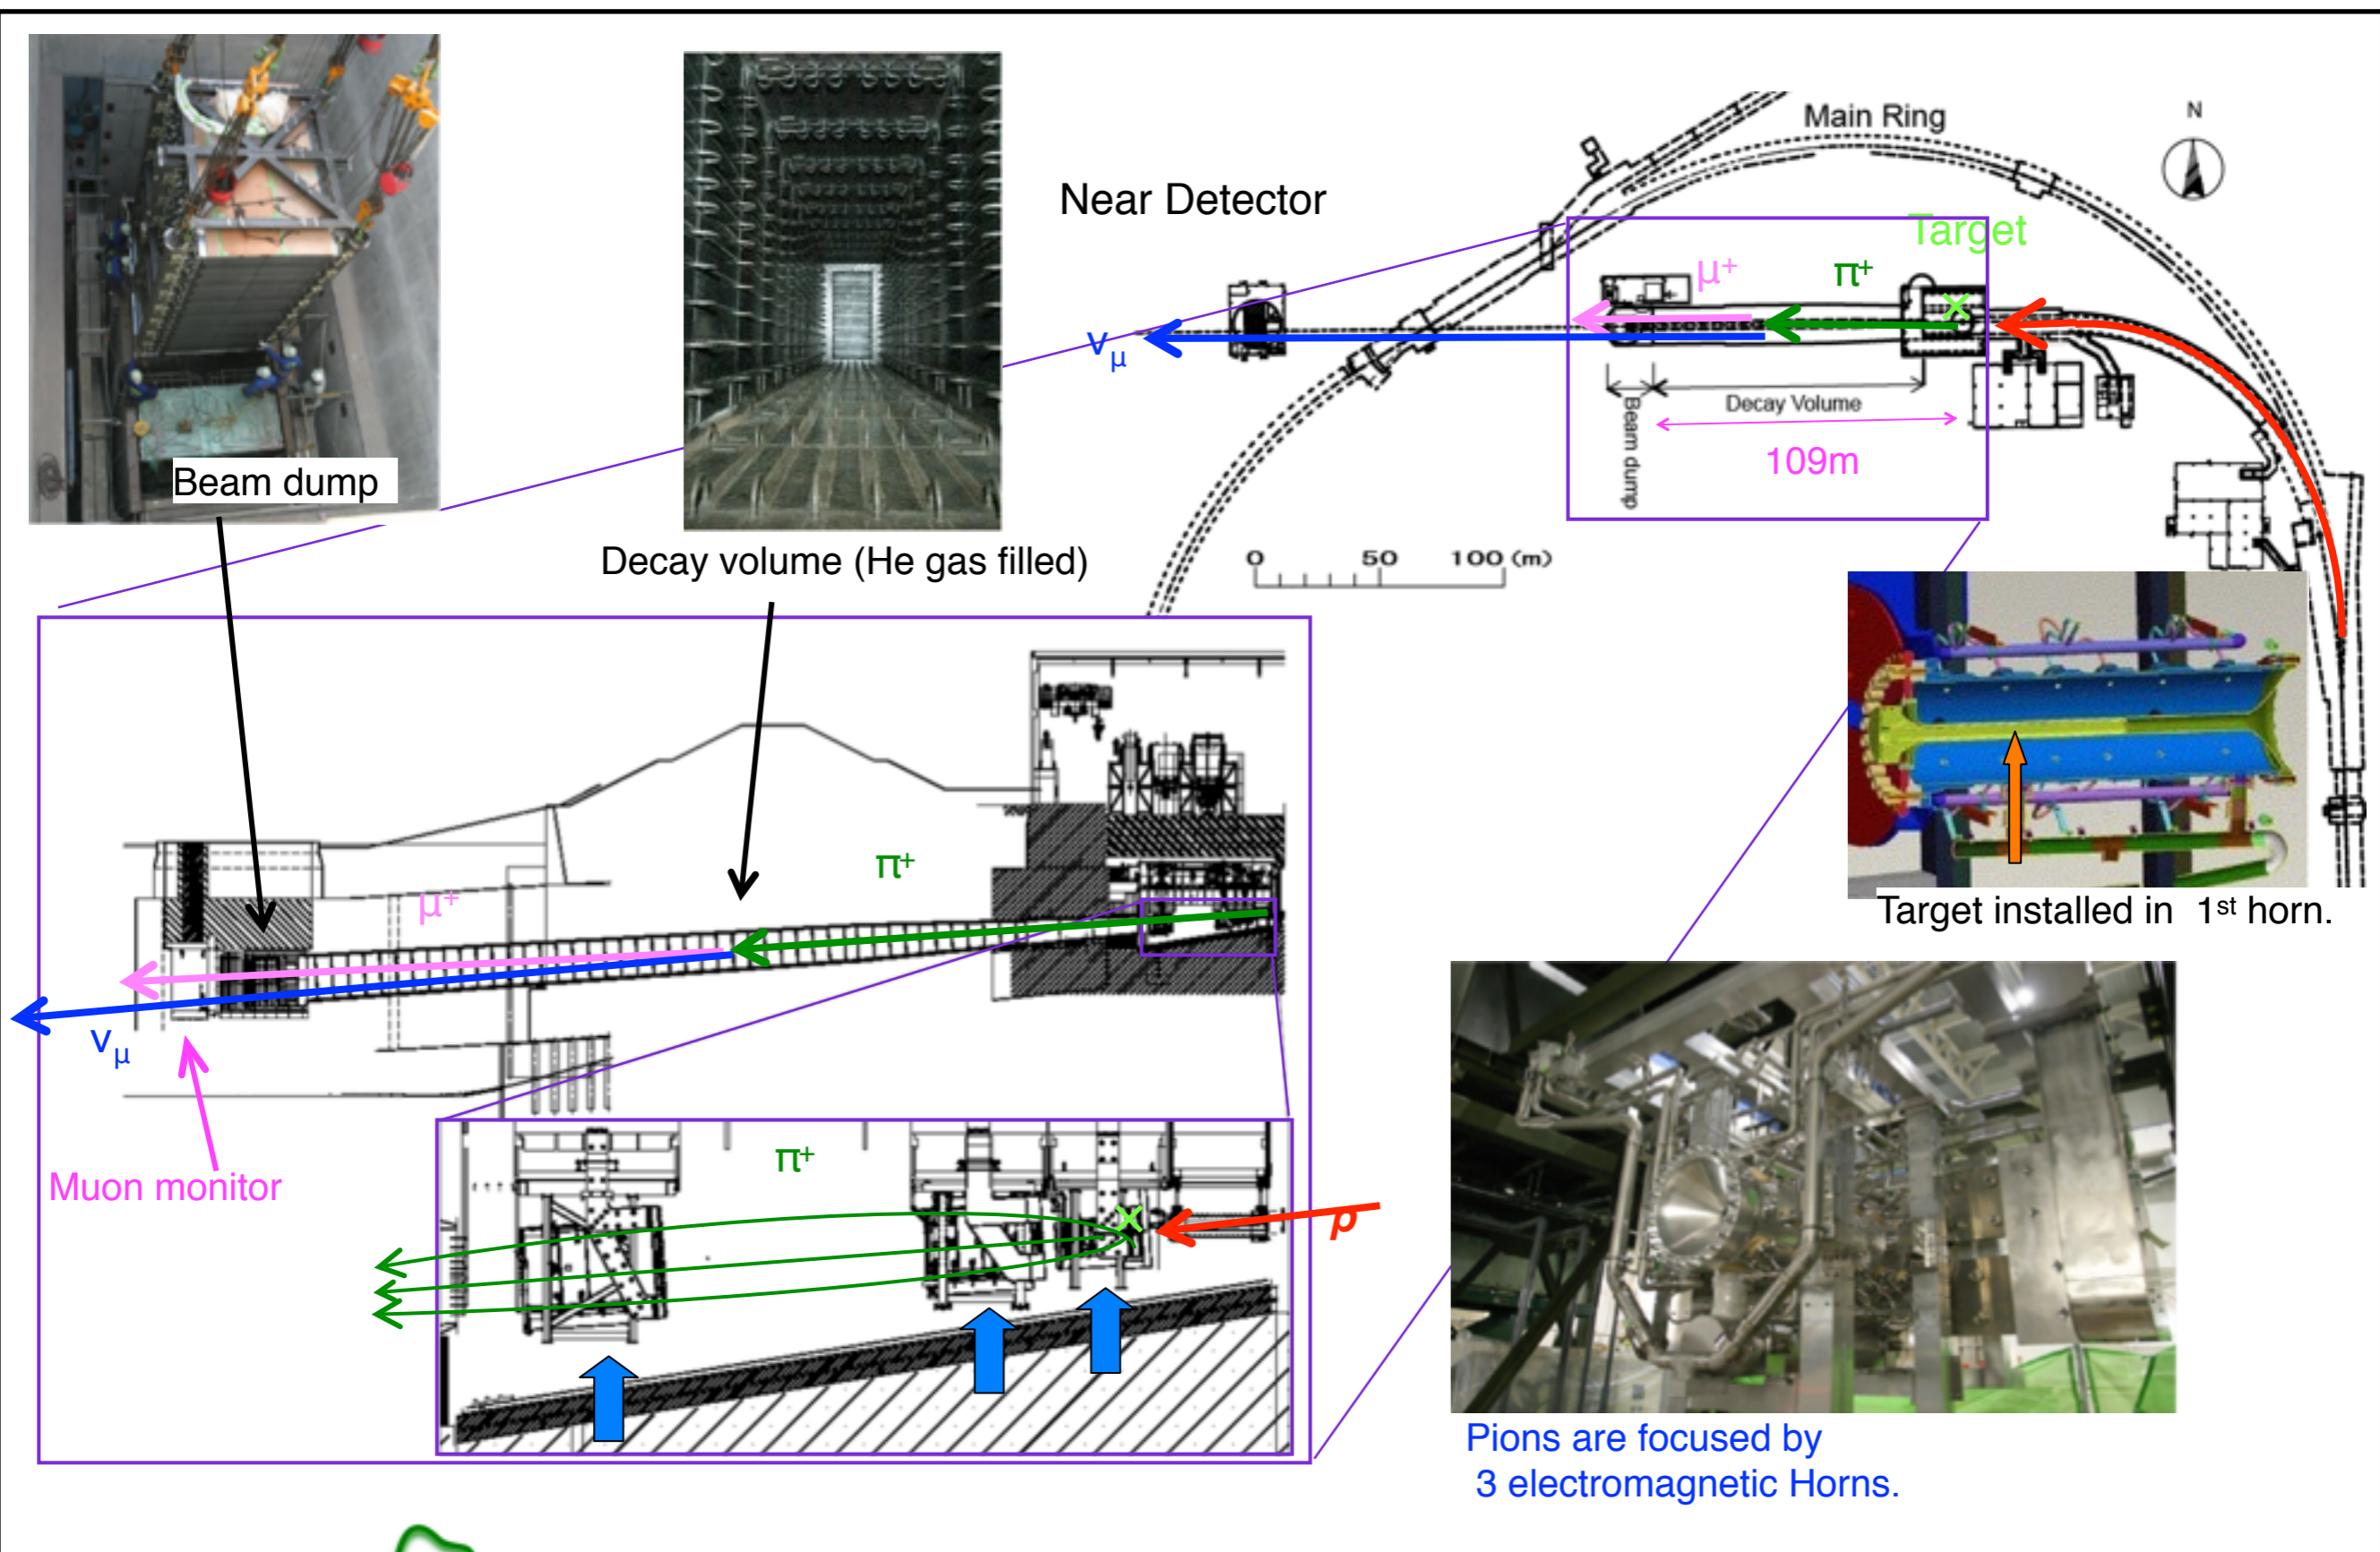 Main Ring
N
Near Detector
Target
μ+
π+
νμ
Beam dump
Decay Volume
109m
Beam dump
Decay volume (He gas filled)
0 50 100 (m)
π+
μ+
Target installed in 1st horn.
νμ
π+
Muon monitor
p
Pions are focused by
3 electromagnetic Horns.